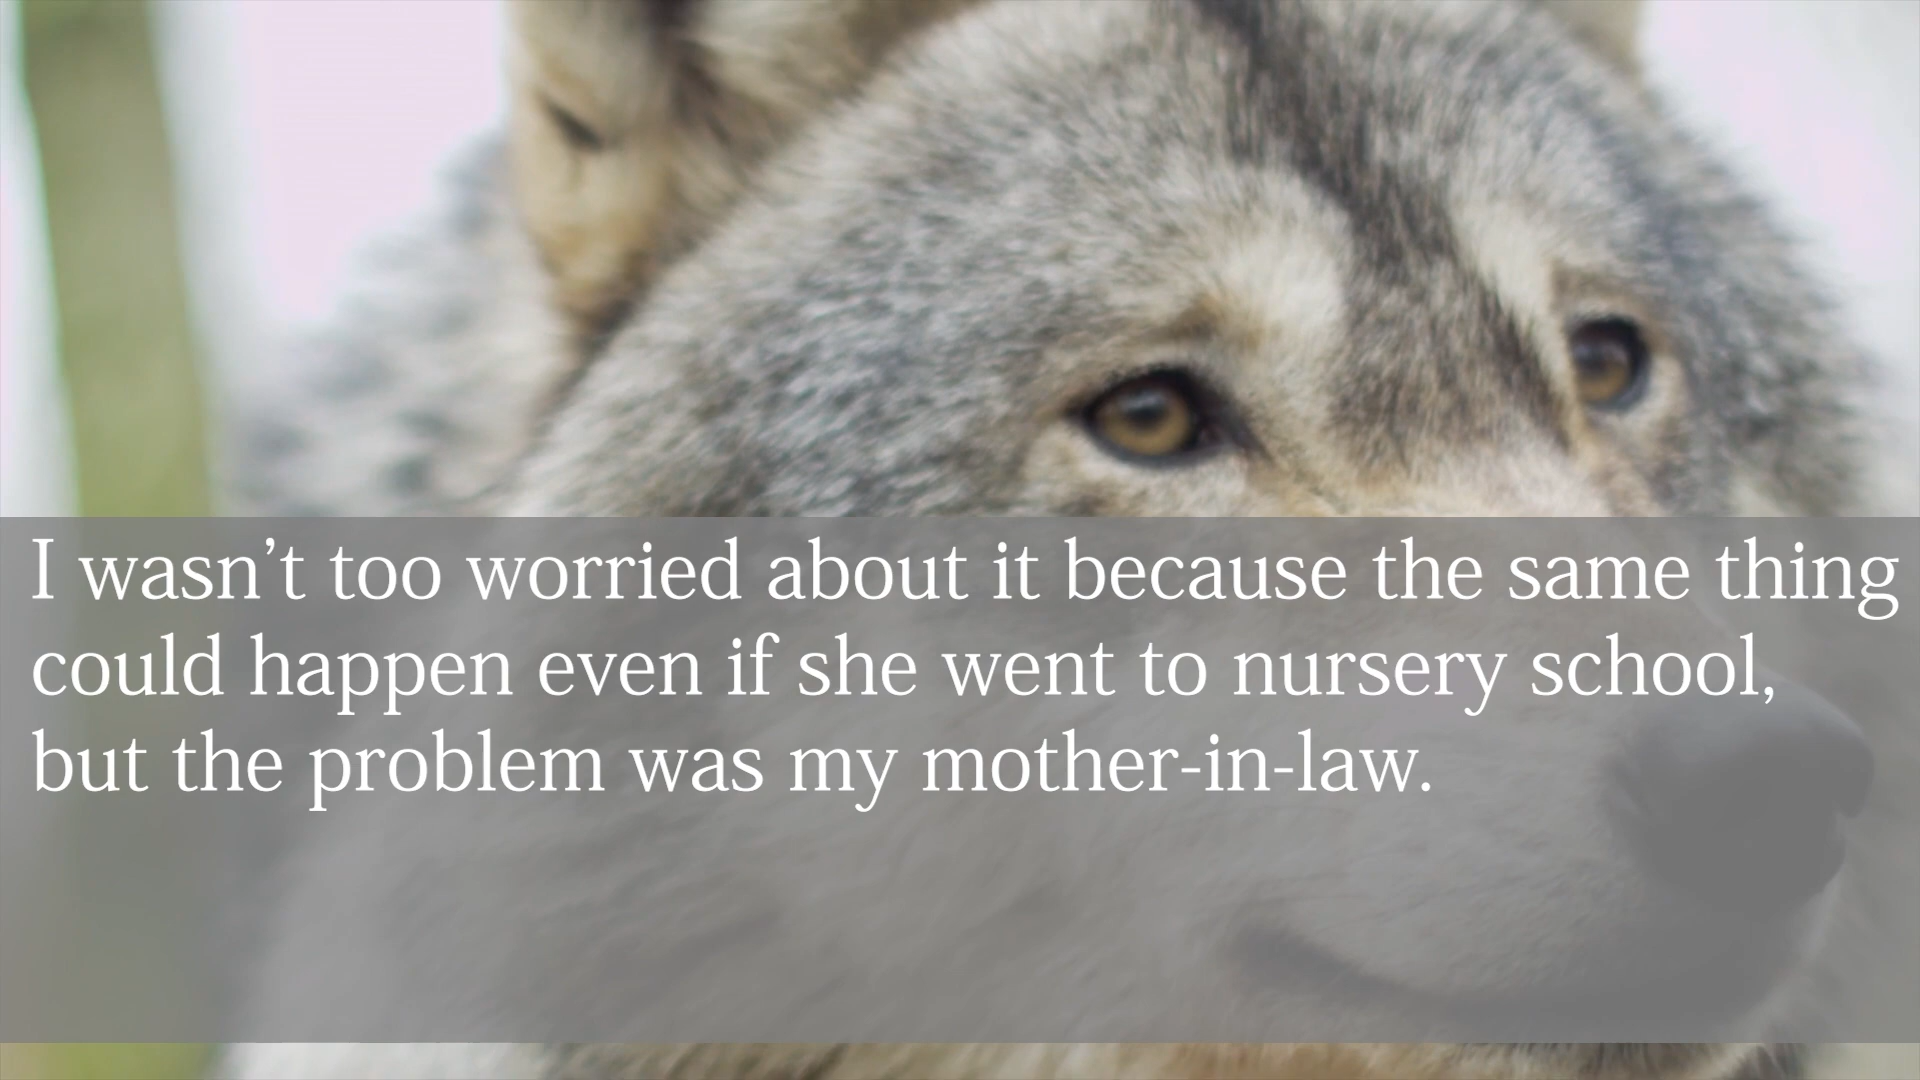 I wasn’t too worried about it because the same thing
could happen even if she went to nursery school,
but the problem was my mother-in-law.